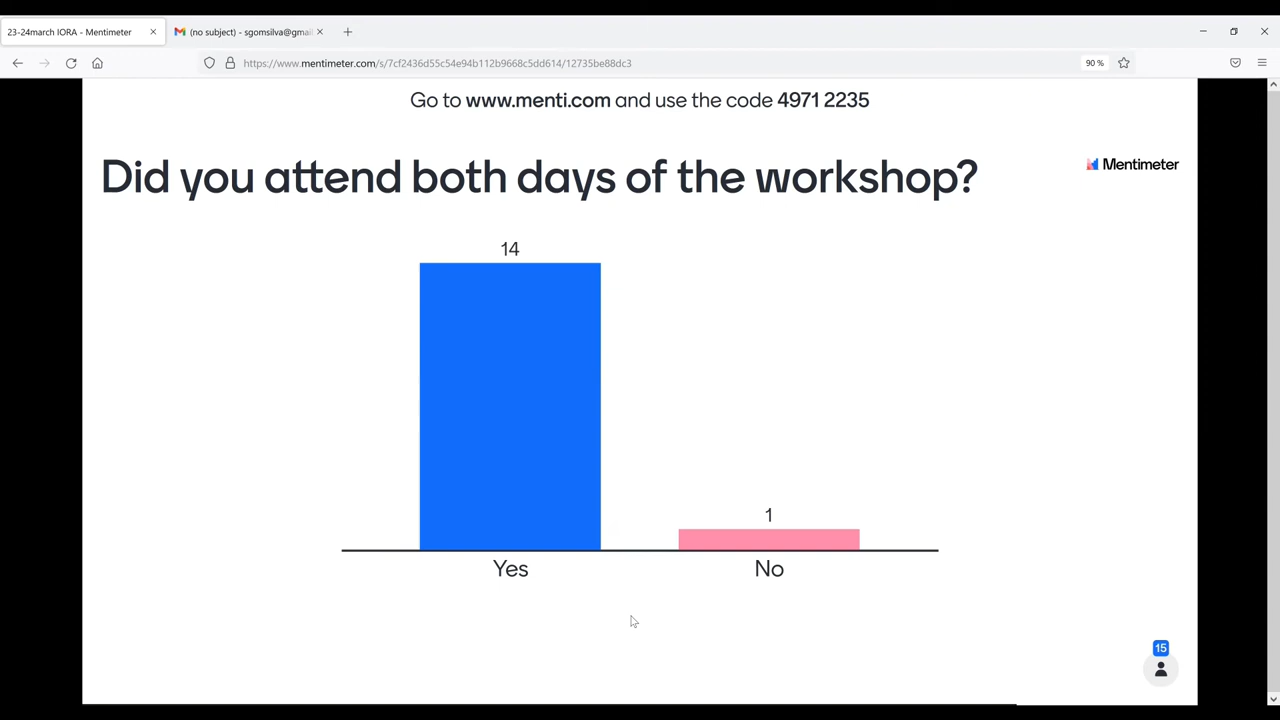 23-24march IORA - Mentimeter
(no subject) - sgomsilva@gmai
https://www.mentimeter.com/s/7cf2436d55c54e94b112b9668c5dd614/12735be88dc3
90 %
Go to www.menti.com and use the code 4971 2235
Did you attend both days of the workshop?
Mentimeter
14
1
Yes
No
15